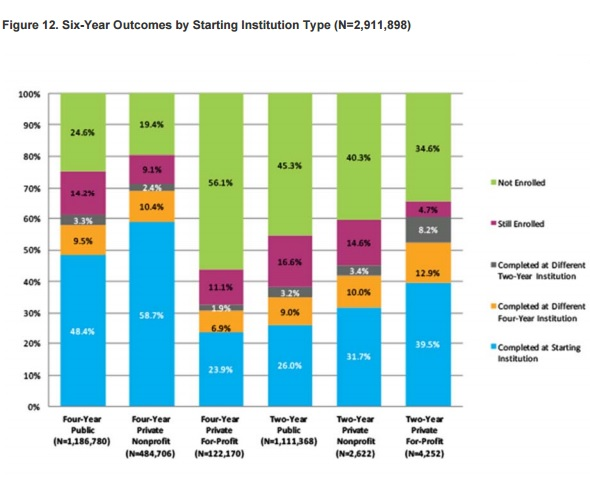 Figure 12. Six-Year Outcomes by Starting Institution Type (N=2,911,898)
100%
90%
80%
70%
60%
50%
40%
30%
20%
10%
0%
24.6%
14.2%
3.3%
9.5%
48.4%
19.4%
9.1%
2.4%
10.4%
58.7%
56.1%
11.1%
1.9%
6.9%
23.9%
45.3%
16.6%
3.2%
9.0%
26.0%
40.3%
14.6%
3.4%
10.0%
31.7%
34.6%
4.7%
8.2%
12.9%
39.5%
Four-Year
Public
(N=1,186,780)
Four-Year
Private
Nonprofit
(N=484,706)
Four-Year
Private
For-Profit
(N=122,170)
Two-Year
Public
(N=1,111,368)
Two-Year
Private
Nonprofit
(N=2,622)
Two-Year
Private
For-Profit
(N=4,252)
Not Enrolled
Still Enrolled
Completed at Different
Two-Year Institution
Completed at Different
Four-Year Institution
Completed at Starting
Institution